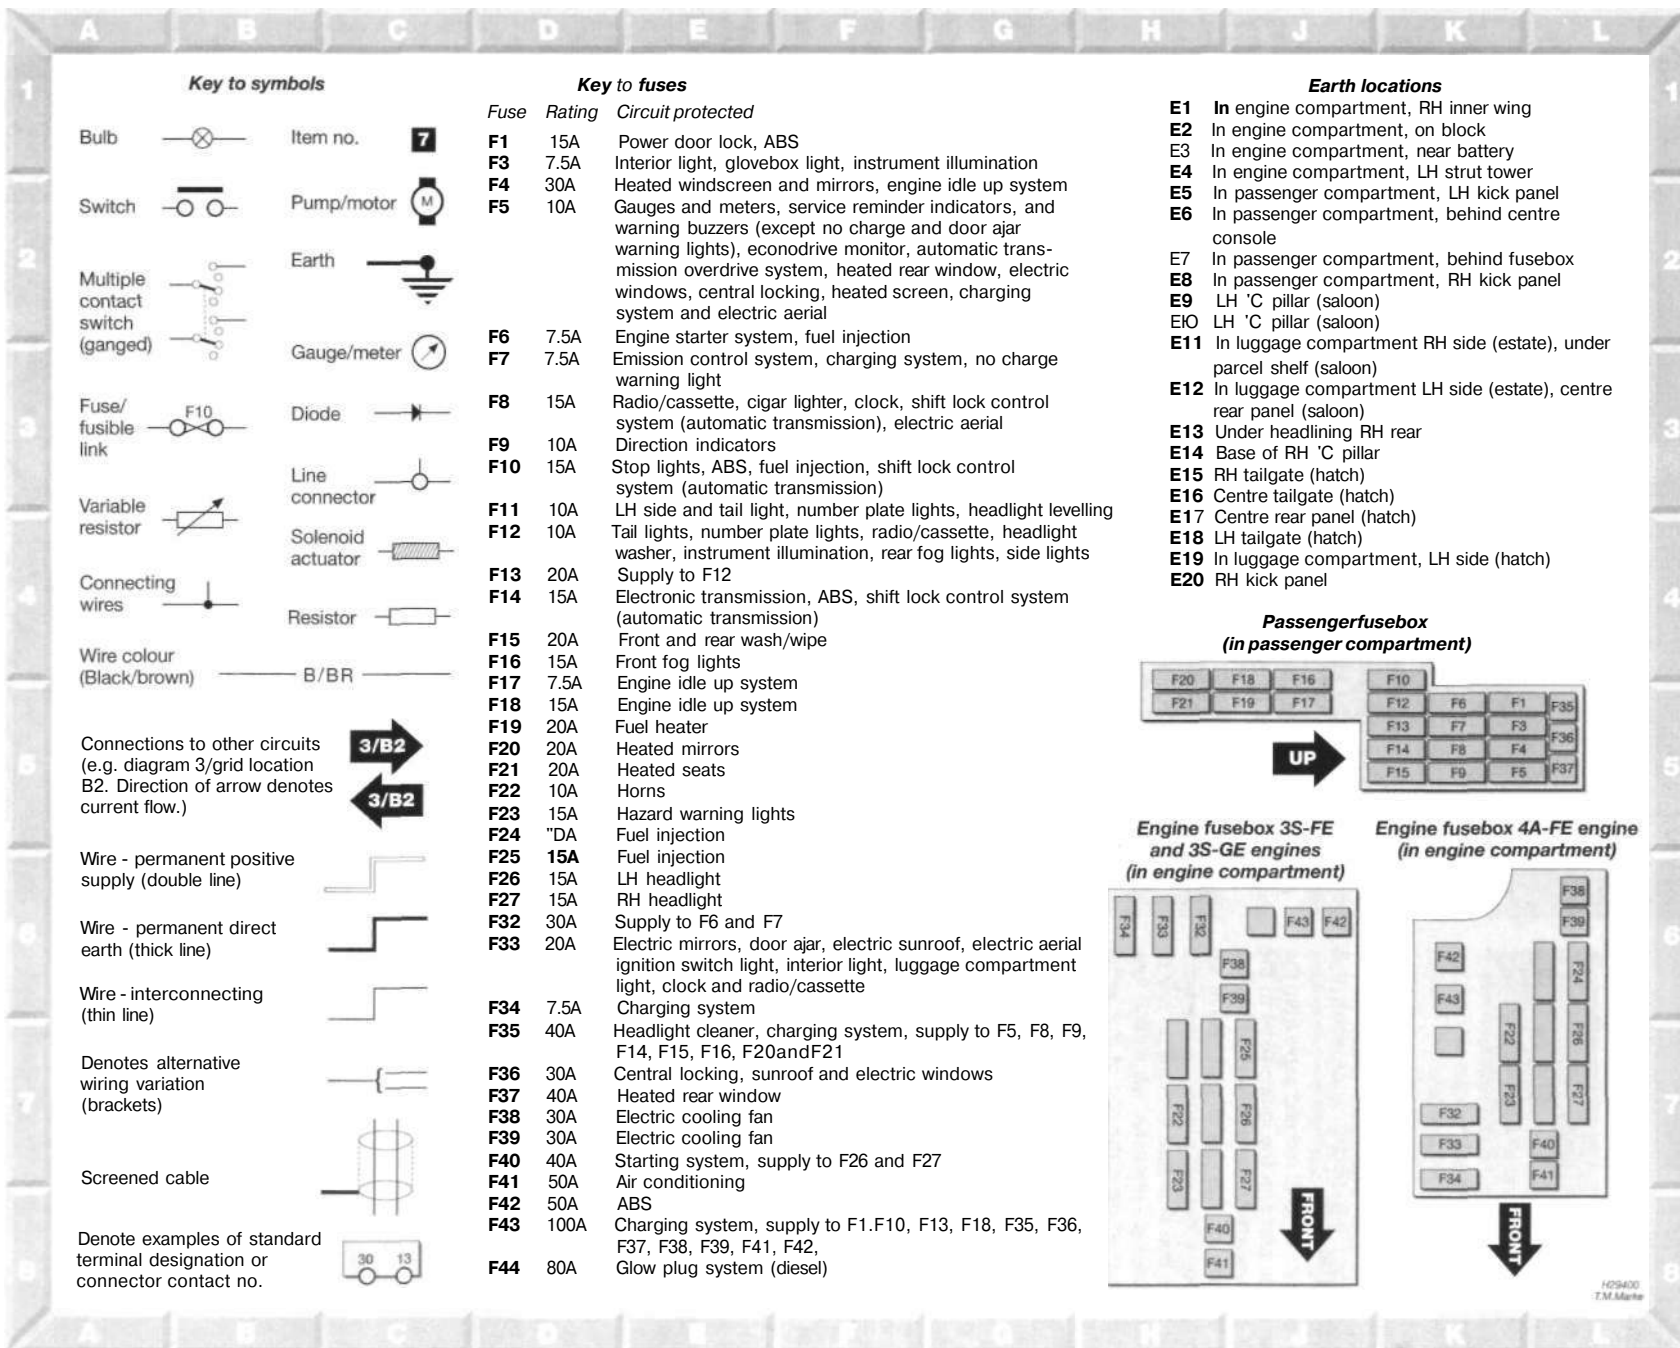 A B C D E F G H J K L
1 1
2 2
3 3
4 4
5 5
6 6
7 7
8 8
Key to symbols
Bulb
Item no. 7
Switch
Pump/motor M
Multiple
contact
switch
(ganged)
Earth
Gauge/meter
Fuse/
fusible
link
F10
Diode
Line
connector
Variable
resistor
Solenoid
actuator
Connecting
wires
Resistor
Wire colour
(Black/brown)
B/BR
Connections to other circuits
(e.g. diagram 3/grid location
B2. Direction of arrow denotes
current flow.)
3/B2
3/B2
Wire - permanent positive
supply (double line)
Wire - permanent direct
earth (thick line)
Wire - interconnecting
(thin line)
Denotes alternative
wiring variation
(brackets)
Screened cable
Denote examples of standard
terminal designation or
connector contact no.
30 13
Key to fuses
Fuse Rating Circuit protected
F1 15A Power door lock, ABS
F3 7.5A Interior light, glovebox light, instrument illumination
F4 30A Heated windscreen and mirrors, engine idle up system
F5 10A Gauges and meters, service reminder indicators, and
warning buzzers (except no charge and door ajar
warning lights), econodrive monitor, automatic trans-
mission overdrive system, heated rear window, electric
windows, central locking, heated screen, charging
system and electric aerial
F6 7.5A Engine starter system, fuel injection
F7 7.5A Emission control system, charging system, no charge
warning light
F8 15A Radio/cassette, cigar lighter, clock, shift lock control
system (automatic transmission), electric aerial
F9 10A Direction indicators
F10 15A Stop lights, ABS, fuel injection, shift lock control
system (automatic transmission)
F11 10A LH side and tail light, number plate lights, headlight levelling
F12 10A Tail lights, number plate lights, radio/cassette, headlight
washer, instrument illumination, rear fog lights, side lights
F13 20A Supply to F12
F14 15A Electronic transmission, ABS, shift lock control system
(automatic transmission)
F15 20A Front and rear wash/wipe
F16 15A Front fog lights
F17 7.5A Engine idle up system
F18 15A Engine idle up system
F19 20A Fuel heater
F20 20A Heated mirrors
F21 20A Heated seats
F22 10A Horns
F23 15A Hazard warning lights
F24 "DA Fuel injection
F25 15A Fuel injection
F26 15A LH headlight
F27 15A RH headlight
F32 30A Supply to F6 and F7
F33 20A Electric mirrors, door ajar, electric sunroof, electric aerial
ignition switch light, interior light, luggage compartment
light, clock and radio/cassette
F34 7.5A Charging system
F35 40A Headlight cleaner, charging system, supply to F5, F8, F9,
F14, F15, F16, F20andF21
F36 30A Central locking, sunroof and electric windows
F37 40A Heated rear window
F38 30A Electric cooling fan
F39 30A Electric cooling fan
F40 40A Starting system, supply to F26 and F27
F41 50A Air conditioning
F42 50A ABS
F43 100A Charging system, supply to F1.F10, F13, F18, F35, F36,
F37, F38, F39, F41, F42,
F44 80A Glow plug system (diesel)
Earth locations
E1 In engine compartment, RH inner wing
E2 In engine compartment, on block
E3 In engine compartment, near battery
E4 In engine compartment, LH strut tower
E5 In passenger compartment, LH kick panel
E6 In passenger compartment, behind centre
console
E7 In passenger compartment, behind fusebox
E8 In passenger compartment, RH kick panel
E9 LH 'C pillar (saloon)
EIO LH 'C pillar (saloon)
E11 In luggage compartment RH side (estate), under
parcel shelf (saloon)
E12 In luggage compartment LH side (estate), centre
rear panel (saloon)
E13 Under headlining RH rear
E14 Base of RH 'C pillar
E15 RH tailgate (hatch)
E16 Centre tailgate (hatch)
E17 Centre rear panel (hatch)
E18 LH tailgate (hatch)
E19 In luggage compartment, LH side (hatch)
E20 RH kick panel
Passengerfusebox
(in passenger compartment)
F20 F18 F16 F10
F21 F19 F17 F12 F6 F1 F35
F13 F7 F3 F36
F14 F8 F4
F15 F9 F5 F37
UP
Engine fusebox 3S-FE
and 3S-GE engines
(in engine compartment)
F34 F33 F32 F43 F42
F38
F39
F25
F22 F26
F23 F27
F40
F41
FRONT
Engine fusebox 4A-FE engine
(in engine compartment)
F38
F39
F42 F24
F43
F22 F26
F23 F27
F32
F33 F40
F34 F41
FRONT
H29400
T.M.Marke
A B C D E F G H J K L